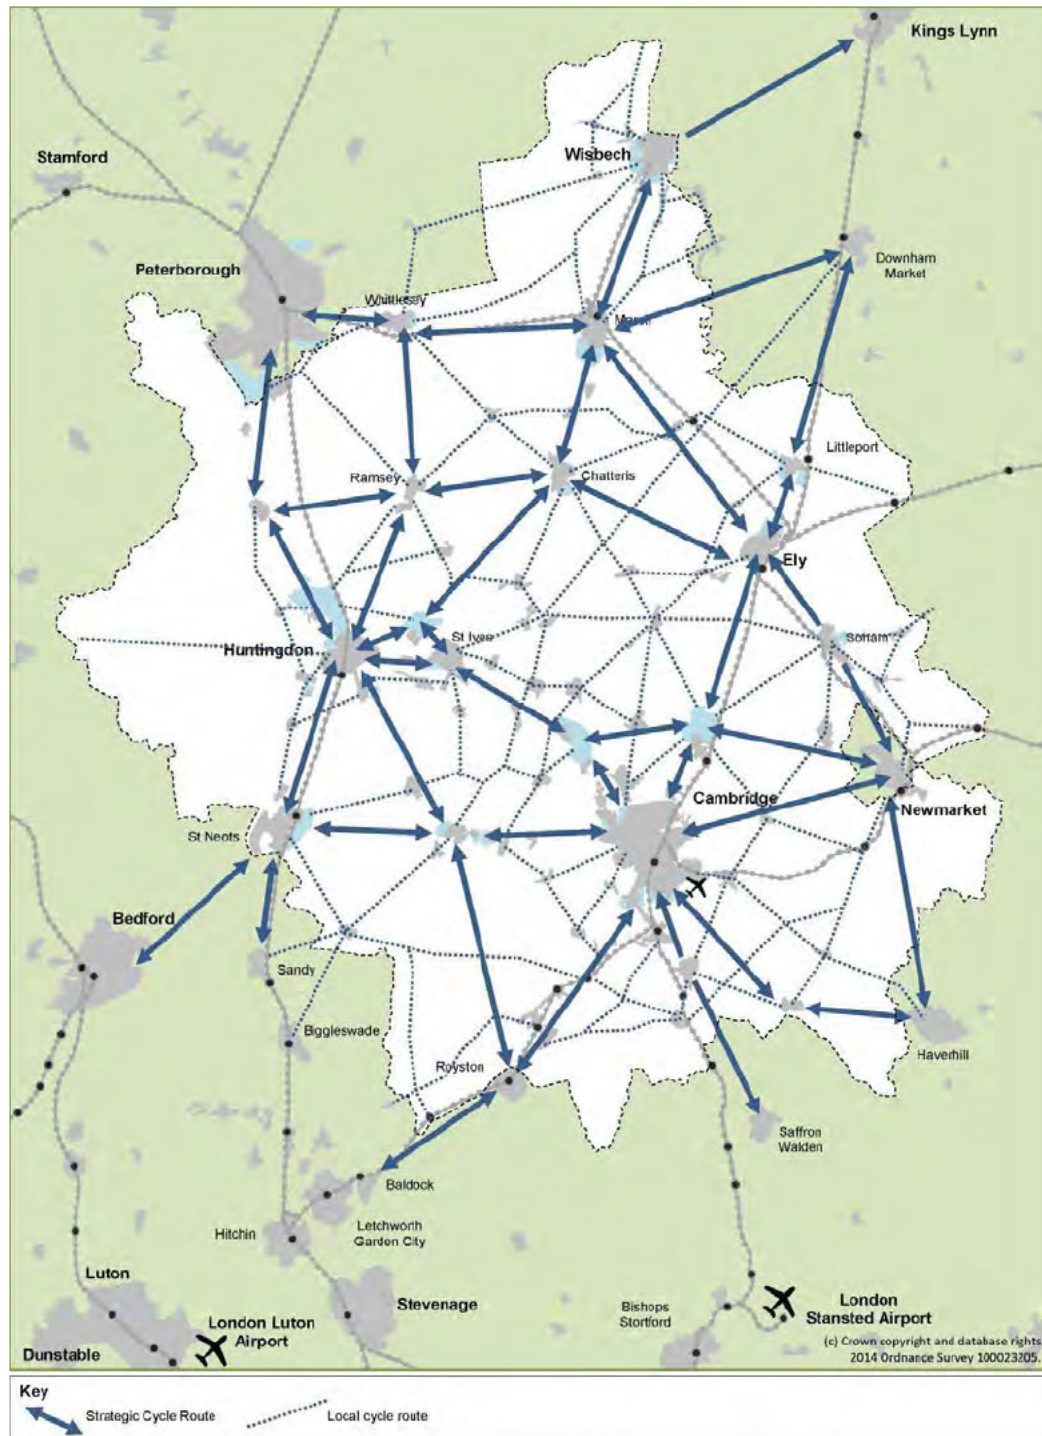 Kings Lynn
Stamford
Wisbech
Peterborough
Downham
Market
Whittlesey
March
Littleport
Ramsey
Chatteris
Ely
Huntingdon
St Ives
Soham
Cambridge
Newmarket
St Neots
Bedford
Sandy
Biggleswade
Royston
Haverhill
Saffron
Walden
Baldock
Hitchin
Letchworth
Garden City
Luton
Stevenage
Bishops
Stortford
London
Stansted Airport
London Luton
Airport
Dunstable
(c) Crown copyright and database rights
2014 Ordnance Survey 100023205.
Key
Strategic Cycle Route
Local cycle route